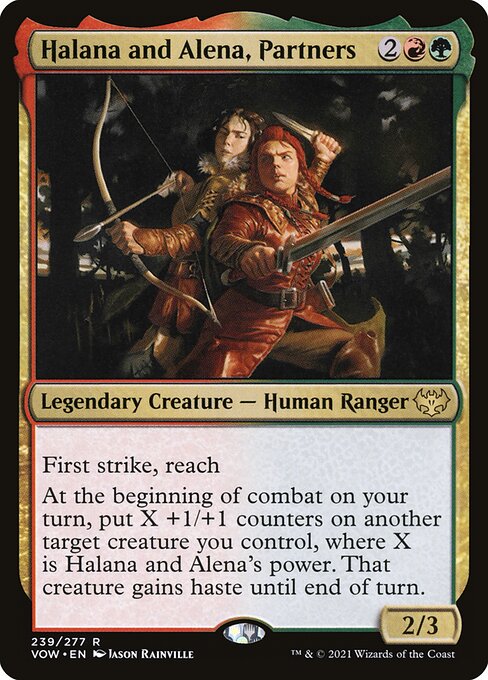 Halana and Alena, Partners 2
Legendary Creature — Human Ranger
First strike, reach
At the beginning of combat on your
turn, put X +1/+1 counters on another
target creature you control, where X
is Halana and Alena's power. That
creature gains haste until end of turn.
2/3
239/277 R
VOW • EN Jason Rainville
™ & © 2021 Wizards of the Coast